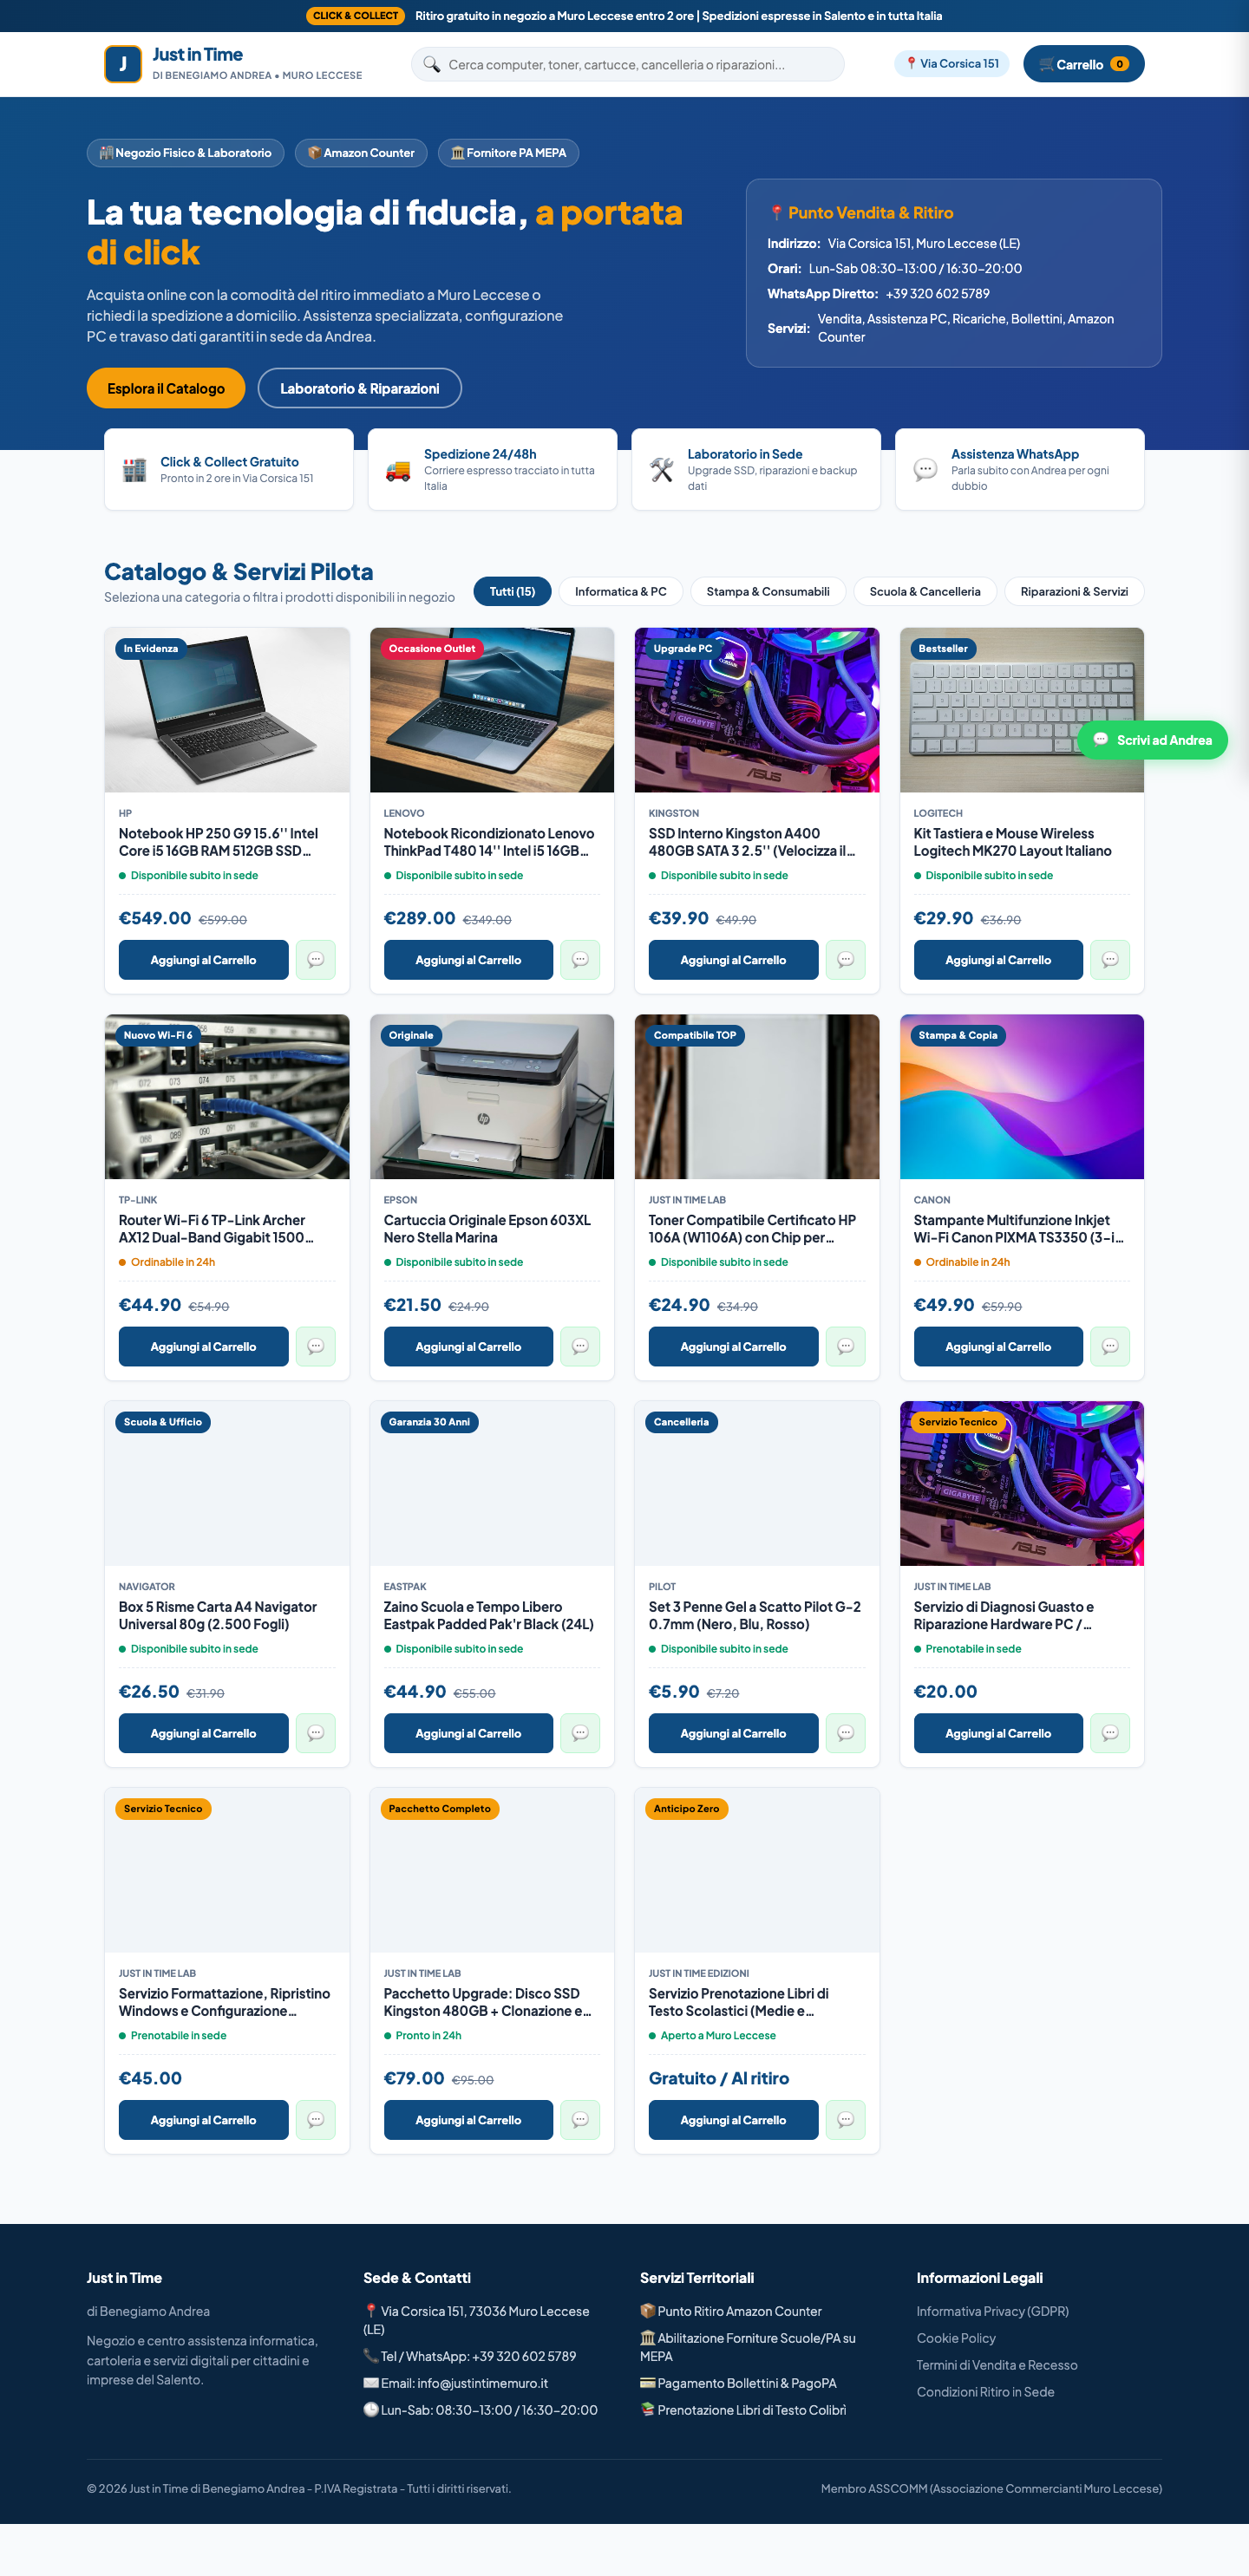 CLICK & COLLECT Ritiro gratuito in negozio a Muro Leccese entro 2 ore | Spedizioni espresse in Salento e in tutta Italia
J
Just in Time
DI BENEGIAMO ANDREA • MURO LECCESE
Cerca computer, toner, cartucce, cancelleria o riparazioni...
Via Corsica 151
Carrello 0
Negozio Fisico & Laboratorio
Amazon Counter
Fornitore PA MEPA
La tua tecnologia di fiducia, a portata
di click
Acquista online con la comodità del ritiro immediato a Muro Leccese o
richiedi la spedizione a domicilio. Assistenza specializzata, configurazione
PC e travaso dati garantiti in sede da Andrea.
Esplora il Catalogo
Laboratorio & Riparazioni
Punto Vendita & Ritiro
Indirizzo: Via Corsica 151, Muro Leccese (LE)
Orari: Lun-Sab 08:30–13:00 / 16:30–20:00
WhatsApp Diretto: +39 320 602 5789
Servizi: Vendita, Assistenza PC, Ricariche, Bollettini, Amazon
Counter
Click & Collect Gratuito
Pronto in 2 ore in Via Corsica 151
Spedizione 24/48h
Corriere espresso tracciato in tutta
Italia
Laboratorio in Sede
Upgrade SSD, riparazioni e backup
dati
Assistenza WhatsApp
Parla subito con Andrea per ogni
dubbio
Catalogo & Servizi Pilota
Seleziona una categoria o filtra i prodotti disponibili in negozio
Tutti (15)
Informatica & PC
Stampa & Consumabili
Scuola & Cancelleria
Riparazioni & Servizi
In Evidenza
HP
Notebook HP 250 G9 15.6'' Intel
Core i5 16GB RAM 512GB SSD...
Disponibile subito in sede
€549.00 €599.00
Aggiungi al Carrello
Occasione Outlet
LENOVO
Notebook Ricondizionato Lenovo
ThinkPad T480 14'' Intel i5 16GB...
Disponibile subito in sede
€289.00 €349.00
Aggiungi al Carrello
Upgrade PC
CORSAIR
GIGABYTE
ASUS
KINGSTON
SSD Interno Kingston A400
480GB SATA 3 2.5'' (Velocizza il...
Disponibile subito in sede
€39.90 €49.90
Aggiungi al Carrello
Bestseller
LOGITECH
Kit Tastiera e Mouse Wireless
Logitech MK270 Layout Italiano
Disponibile subito in sede
€29.90 €36.90
Aggiungi al Carrello
Scrivi ad Andrea
Nuovo Wi-Fi 6
058 059
072 073 074 075
088 089 090 091
TP-LINK
Router Wi-Fi 6 TP-Link Archer
AX12 Dual-Band Gigabit 1500...
Ordinabile in 24h
€44.90 €54.90
Aggiungi al Carrello
Originale
hp
EPSON
Cartuccia Originale Epson 603XL
Nero Stella Marina
Disponibile subito in sede
€21.50 €24.90
Aggiungi al Carrello
Compatibile TOP
JUST IN TIME LAB
Toner Compatibile Certificato HP
106A (W1106A) con Chip per...
Disponibile subito in sede
€24.90 €34.90
Aggiungi al Carrello
Stampa & Copia
CANON
Stampante Multifunzione Inkjet
Wi-Fi Canon PIXMA TS3350 (3-i...
Ordinabile in 24h
€49.90 €59.90
Aggiungi al Carrello
Scuola & Ufficio
NAVIGATOR
Box 5 Risme Carta A4 Navigator
Universal 80g (2.500 Fogli)
Disponibile subito in sede
€26.50 €31.90
Aggiungi al Carrello
Garanzia 30 Anni
EASTPAK
Zaino Scuola e Tempo Libero
Eastpak Padded Pak'r Black (24L)
Disponibile subito in sede
€44.90 €55.00
Aggiungi al Carrello
Cancelleria
PILOT
Set 3 Penne Gel a Scatto Pilot G-2
0.7mm (Nero, Blu, Rosso)
Disponibile subito in sede
€5.90 €7.20
Aggiungi al Carrello
Servizio Tecnico
GIGABYTE
ASUS
JUST IN TIME LAB
Servizio di Diagnosi Guasto e
Riparazione Hardware PC /...
Prenotabile in sede
€20.00
Aggiungi al Carrello
Servizio Tecnico
JUST IN TIME LAB
Servizio Formattazione, Ripristino
Windows e Configurazione...
Prenotabile in sede
€45.00
Aggiungi al Carrello
Pacchetto Completo
JUST IN TIME LAB
Pacchetto Upgrade: Disco SSD
Kingston 480GB + Clonazione e...
Pronto in 24h
€79.00 €95.00
Aggiungi al Carrello
Anticipo Zero
JUST IN TIME EDIZIONI
Servizio Prenotazione Libri di
Testo Scolastici (Medie e...
Aperto a Muro Leccese
Gratuito / Al ritiro
Aggiungi al Carrello
Just in Time
di Benegiamo Andrea
Negozio e centro assistenza informatica,
cartoleria e servizi digitali per cittadini e
imprese del Salento.
Sede & Contatti
Via Corsica 151, 73036 Muro Leccese
(LE)
Tel / WhatsApp: +39 320 602 5789
Email: info@justintimemuro.it
Lun-Sab: 08:30–13:00 / 16:30–20:00
Servizi Territoriali
Punto Ritiro Amazon Counter
Abilitazione Forniture Scuole/PA su
MEPA
Pagamento Bollettini & PagoPA
Prenotazione Libri di Testo Colibrì
Informazioni Legali
Informativa Privacy (GDPR)
Cookie Policy
Termini di Vendita e Recesso
Condizioni Ritiro in Sede
© 2026 Just in Time di Benegiamo Andrea - P.IVA Registrata - Tutti i diritti riservati.
Membro ASSCOMM (Associazione Commercianti Muro Leccese)